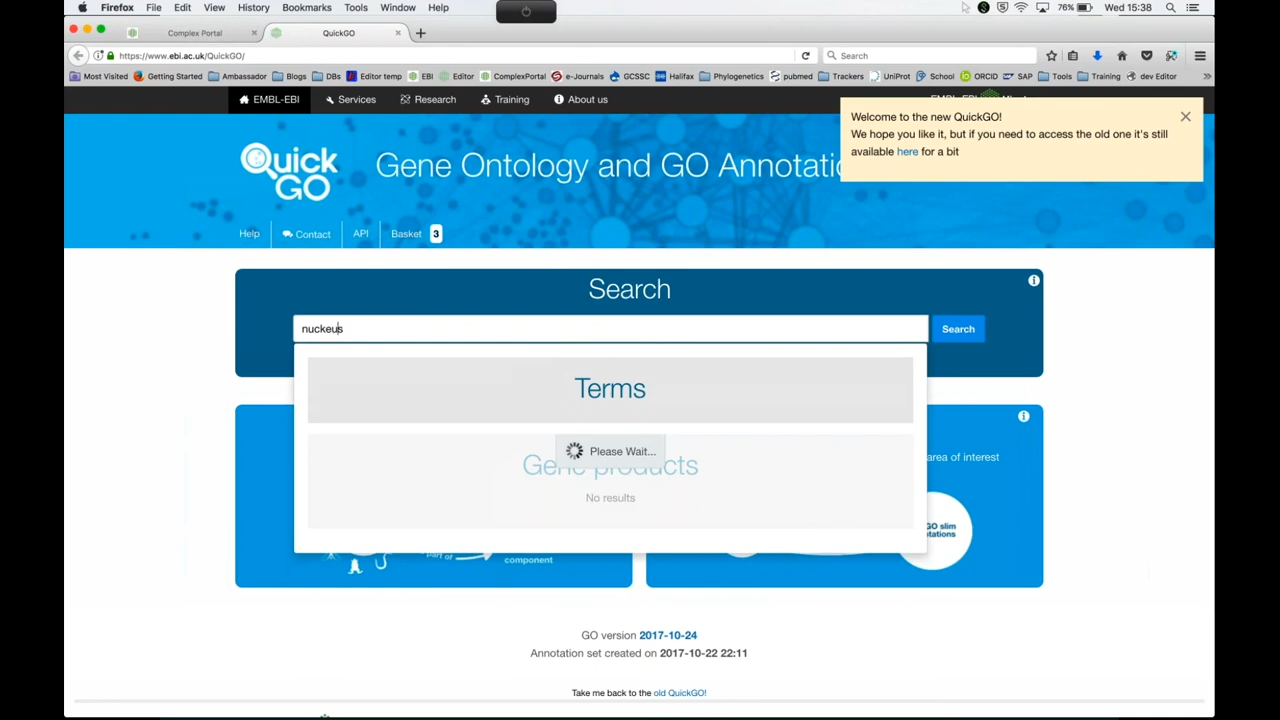 Firefox File Edit View History Bookmarks Tools Window Help 76% Wed 15:38
Complex Portal QuickGO
https://www.ebi.ac.uk/QuickGO/ Search
Most Visited Getting Started Ambassador Blogs DBs Editor temp EBI Editor ComplexPortal e-Journals GCSSC Halifax Phylogenetics pubmed Trackers UniProt School ORCID SAP Tools Training dev Editor
EMBL-EBI Services Research Training About us
Welcome to the new QuickGO!
We hope you like it, but if you need to access the old one it's still
available here for a bit
Quick
GO
Gene Ontology and GO Annotatio
Help Contact API Basket 3
Search
nuckeus Search
Terms
Please Wait...
Gene products
No results
area of interest
GO slim
part of
component
GO version 2017-10-24
Annotation set created on 2017-10-22 22:11
Take me back to the old QuickGO!